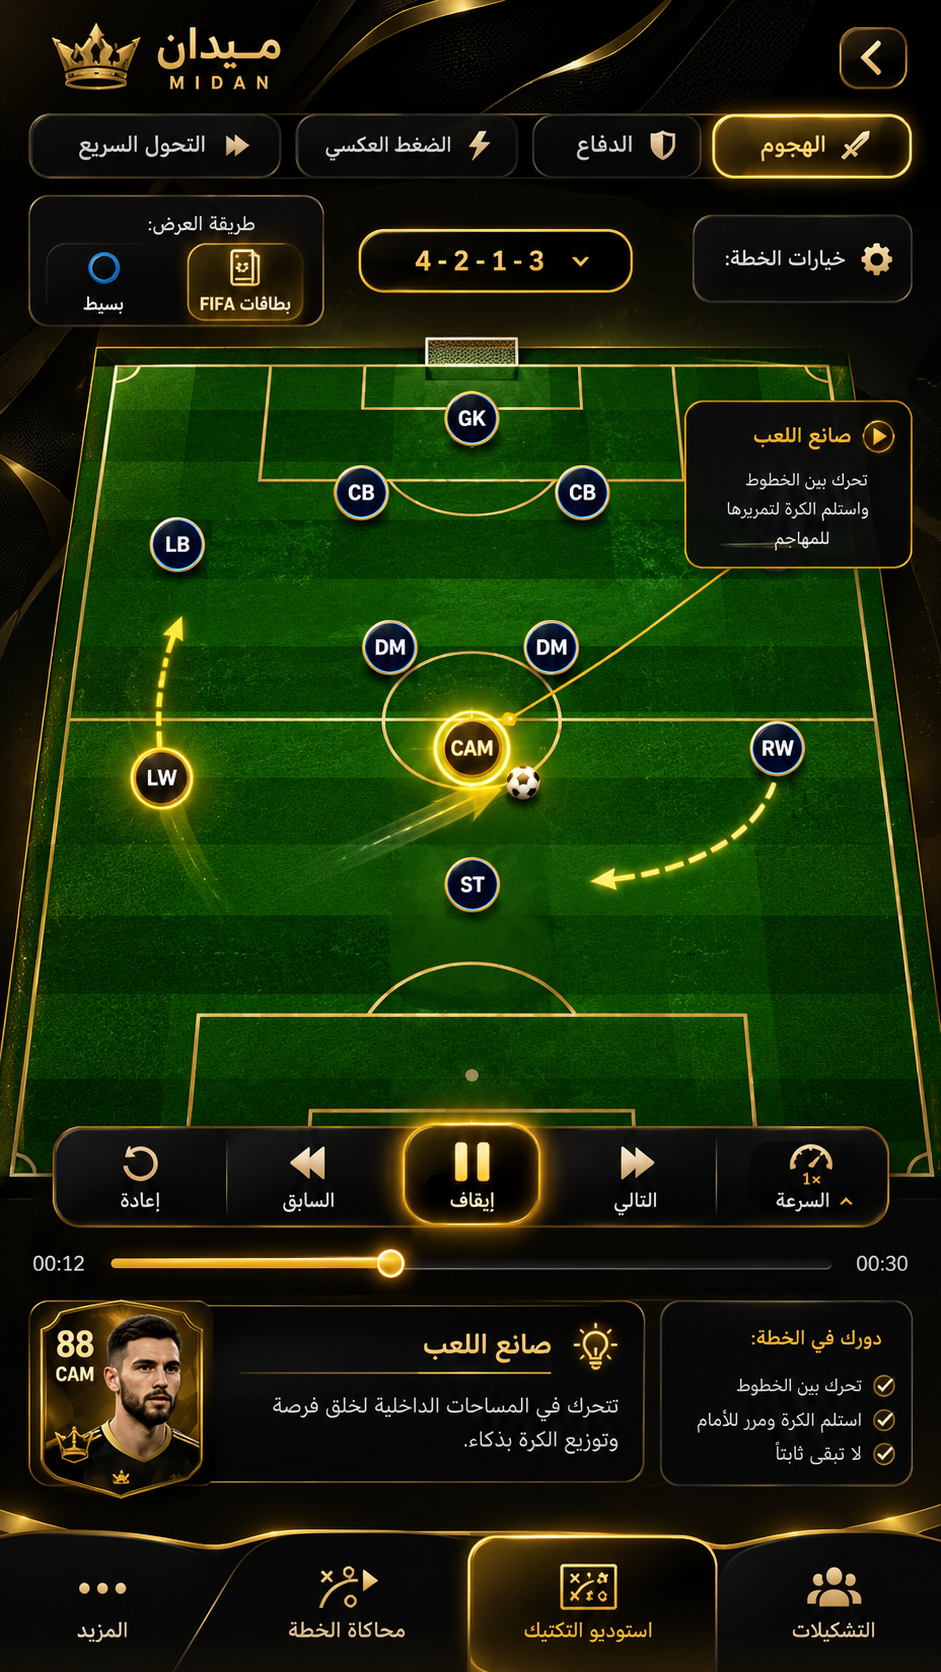 ميدان
MIDAN
الهجوم
الدفاع
الضغط العكسي
التحول السريع
خيارات الخطة:
4 - 2 - 1 - 3
طريقة العرض:
بطاقات FIFA
بسيط
GK
CB
CB
صانع اللعب
تحرك بين الخطوط
واستلم الكرة لتمريرها
للمهاجم
LB
DM
DM
CAM
RW
LW
ST
السرعة
1×
التالي
إيقاف
السابق
إعادة
00:12
00:30
دورك في الخطة:
تحرك بين الخطوط
استلم الكرة ومرر للأمام
لا تبقى ثابتاً
صانع اللعب
تتحرك في المساحات الداخلية لخلق فرصة
وتوزيع الكرة بذكاء.
88
CAM
التشكيلات
استوديو التكتيك
محاكاة الخطة
المزيد